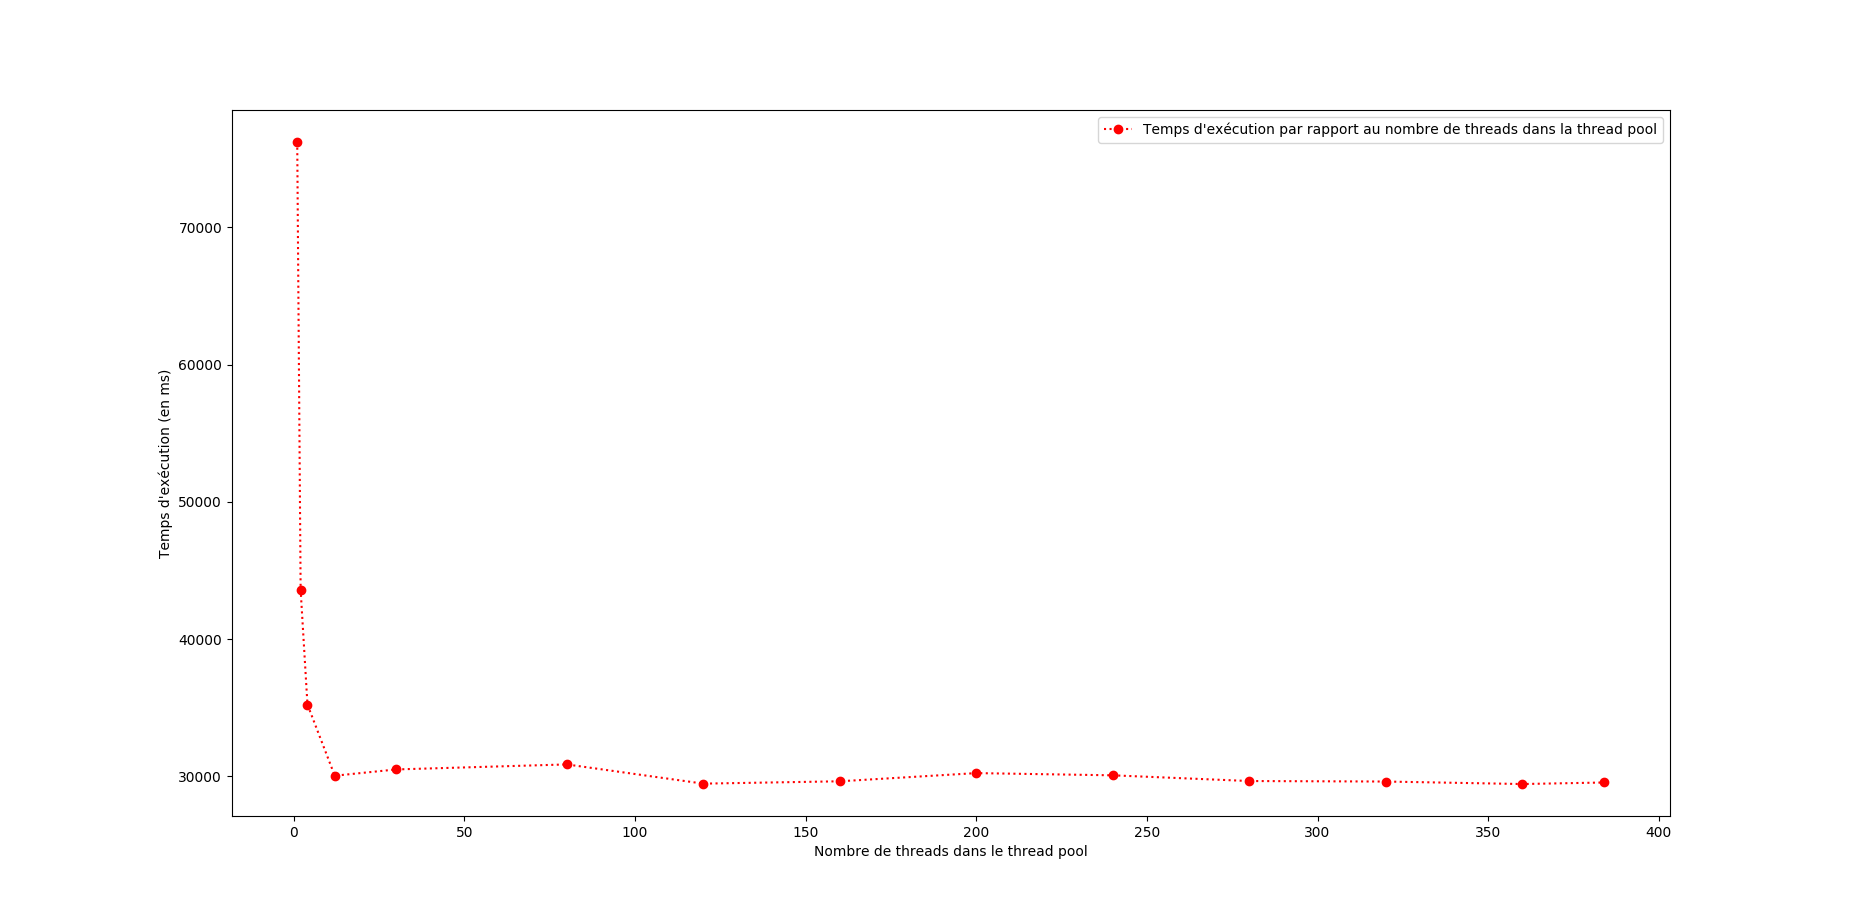 Temps d'exécution par rapport au nombre de threads dans la thread pool
70000
60000
50000
40000
30000
Temps d'exécution (en ms)
0 50 100 150 200 250 300 350 400
Nombre de threads dans le thread pool